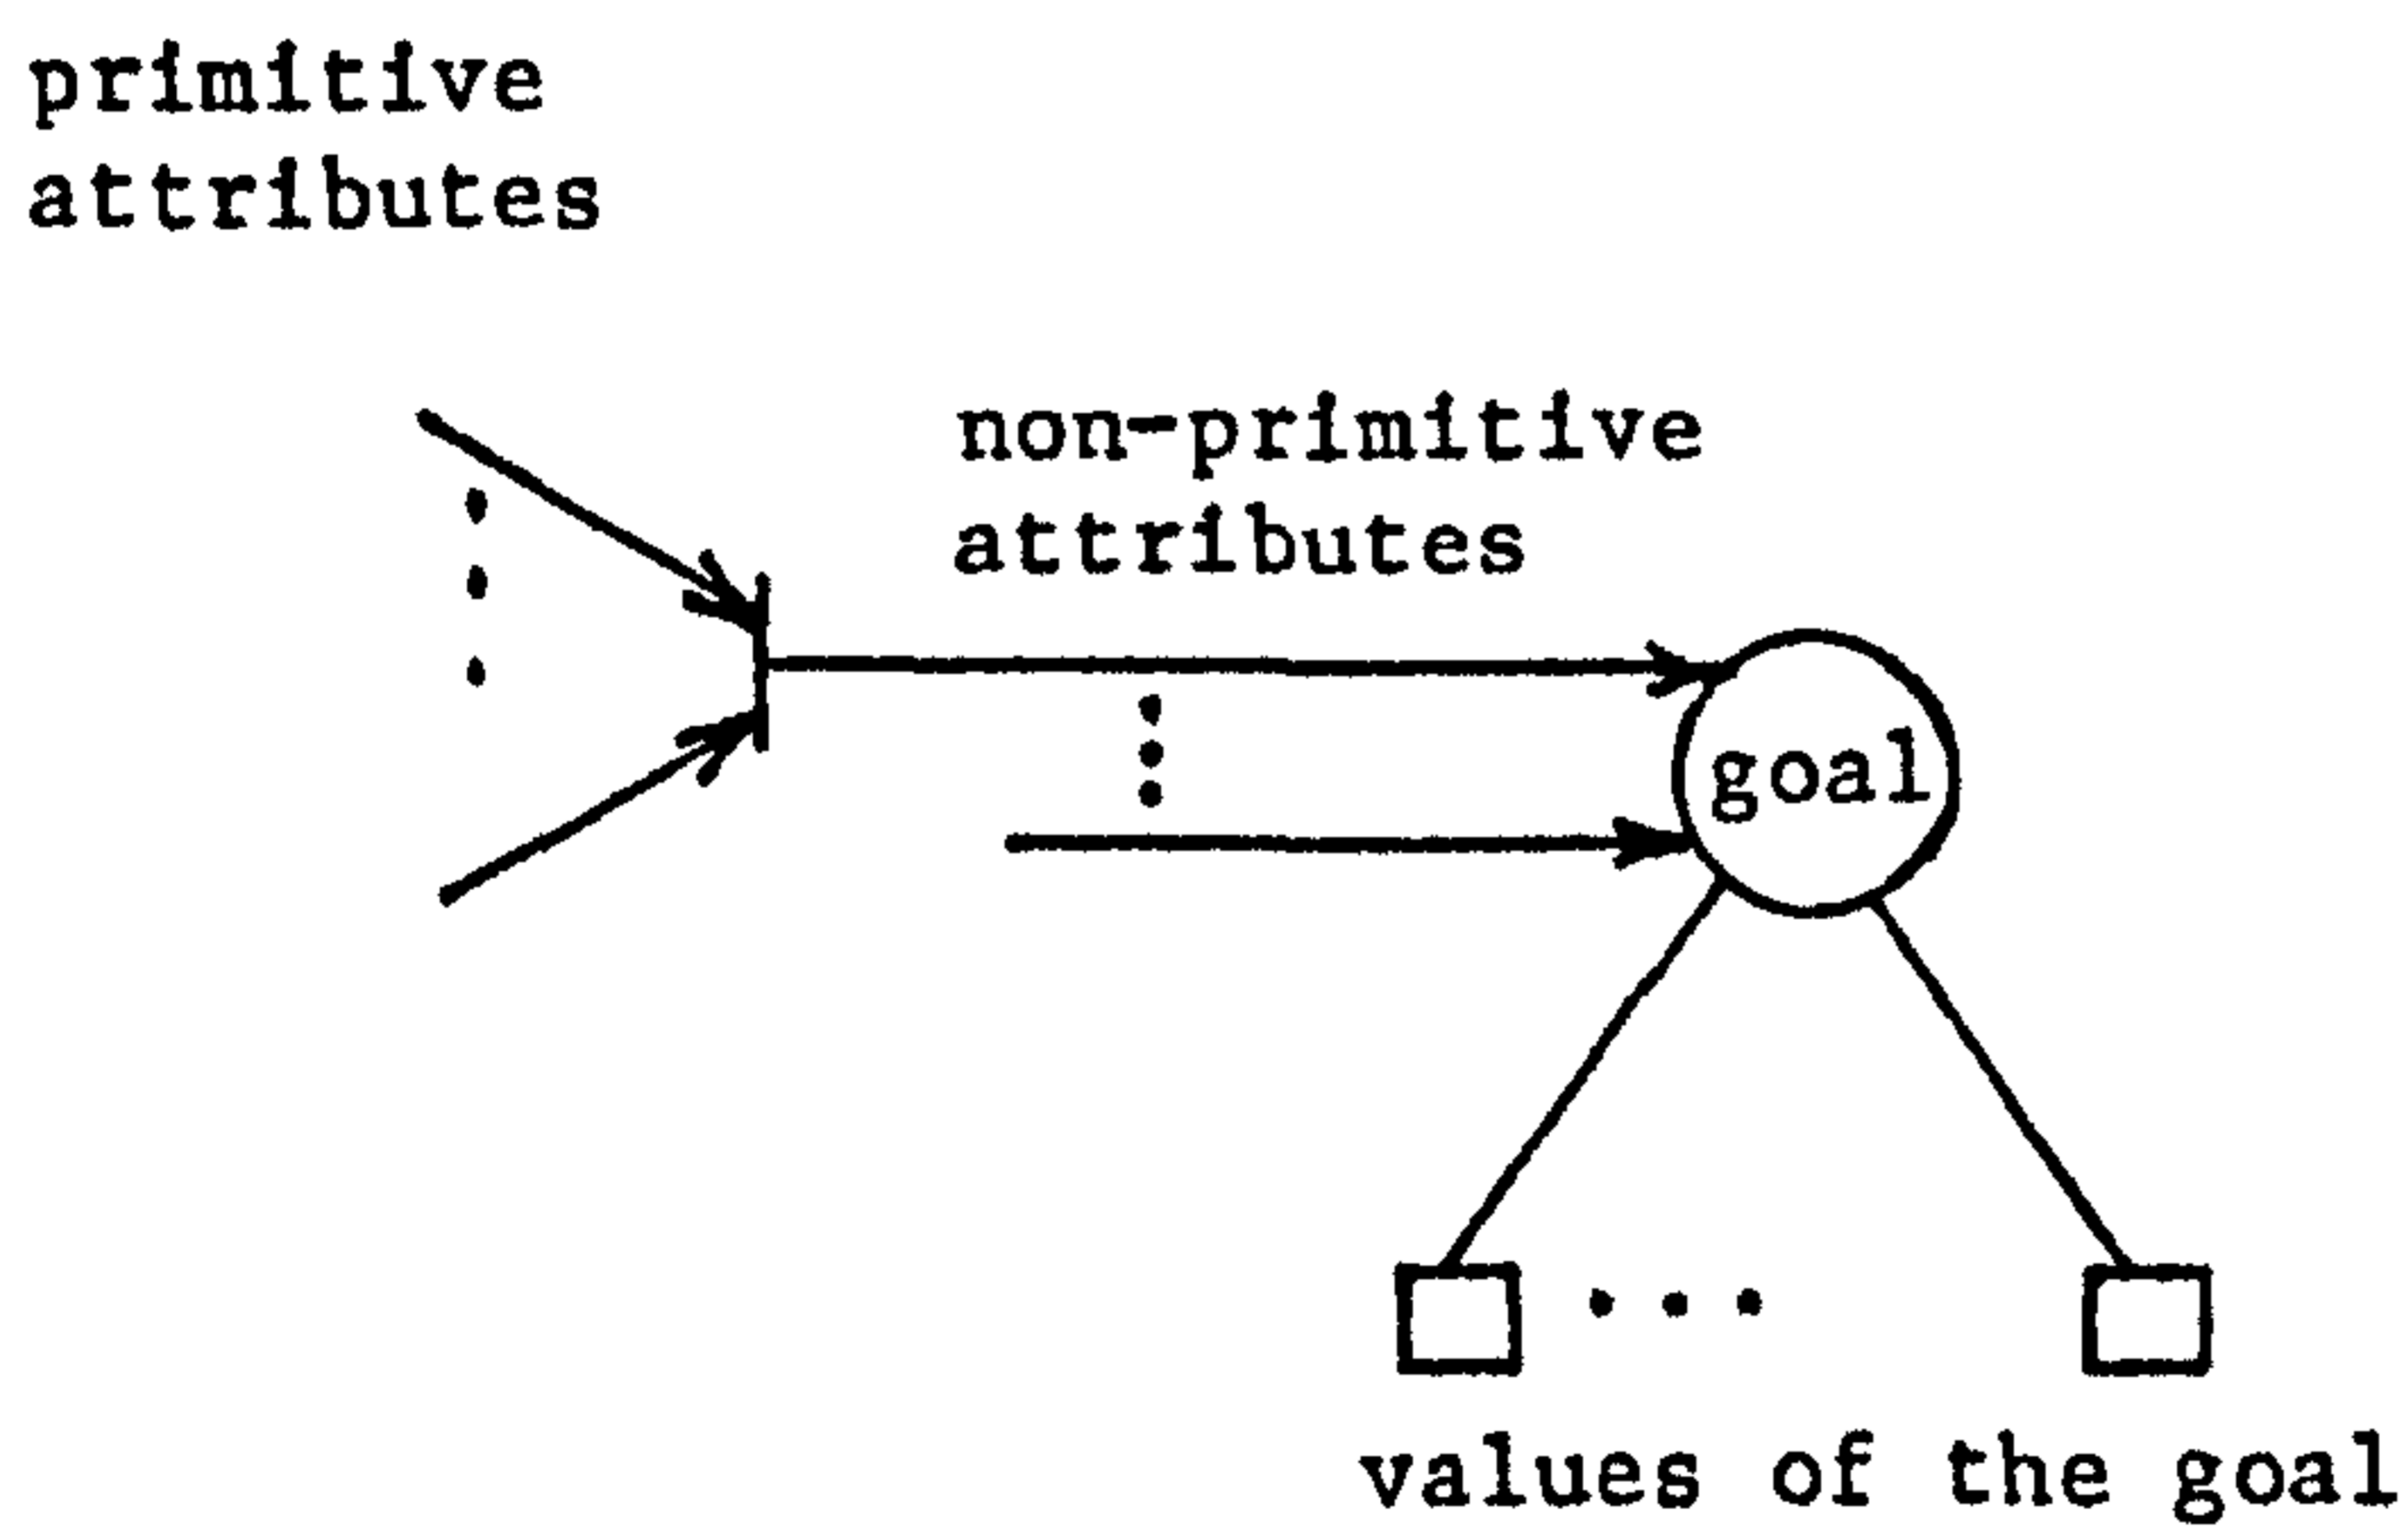 primitive
attributes
non-primitive
attributes
goal
values of the goal